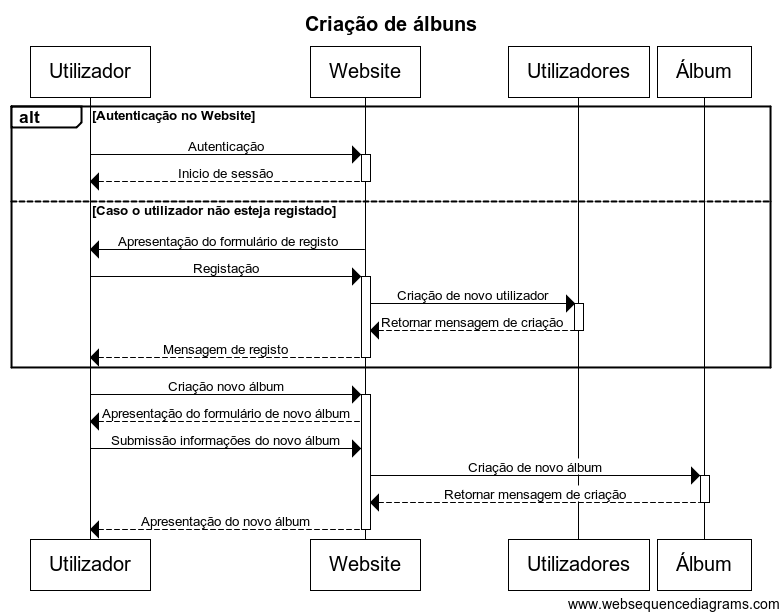 Criação de álbuns
Utilizador Website Utilizadores Álbum
alt [Autenticação no Website]
Autenticação
Inicio de sessão
[Caso o utilizador não esteja registado]
Apresentação do formulário de registo
Registação
Criação de novo utilizador
Retornar mensagem de criação
Mensagem de registo
Criação novo álbum
Apresentação do formulário de novo álbum
Submissão informações do novo álbum
Criação de novo álbum
Retornar mensagem de criação
Apresentação do novo álbum
Utilizador Website Utilizadores Álbum
www.websequencediagrams.com